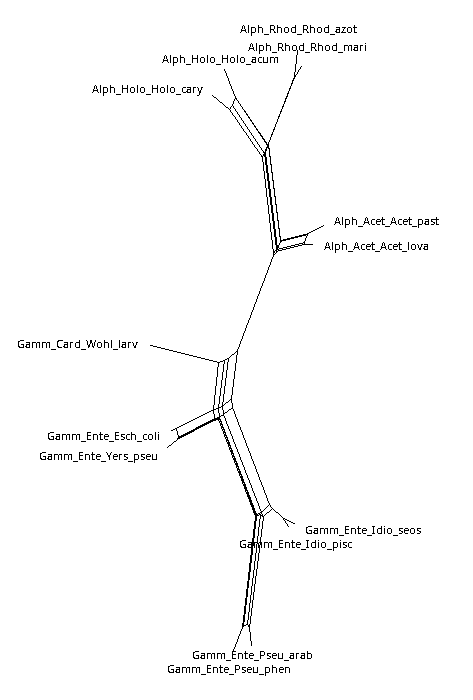 Alph_Rhod_Rhod_azot
Alph_Rhod_Rhod_mari
Alph_Holo_Holo_acum
Alph_Holo_Holo_cary
Alph_Acet_Acet_past
Alph_Acet_Acet_lova
Gamm_Card_Wohl_larv
Gamm_Ente_Esch_coli
Gamm_Ente_Yers_pseu
Gamm_Ente_Idio_seos
Gamm_Ente_Idio_pisc
Gamm_Ente_Pseu_arab
Gamm_Ente_Pseu_phen